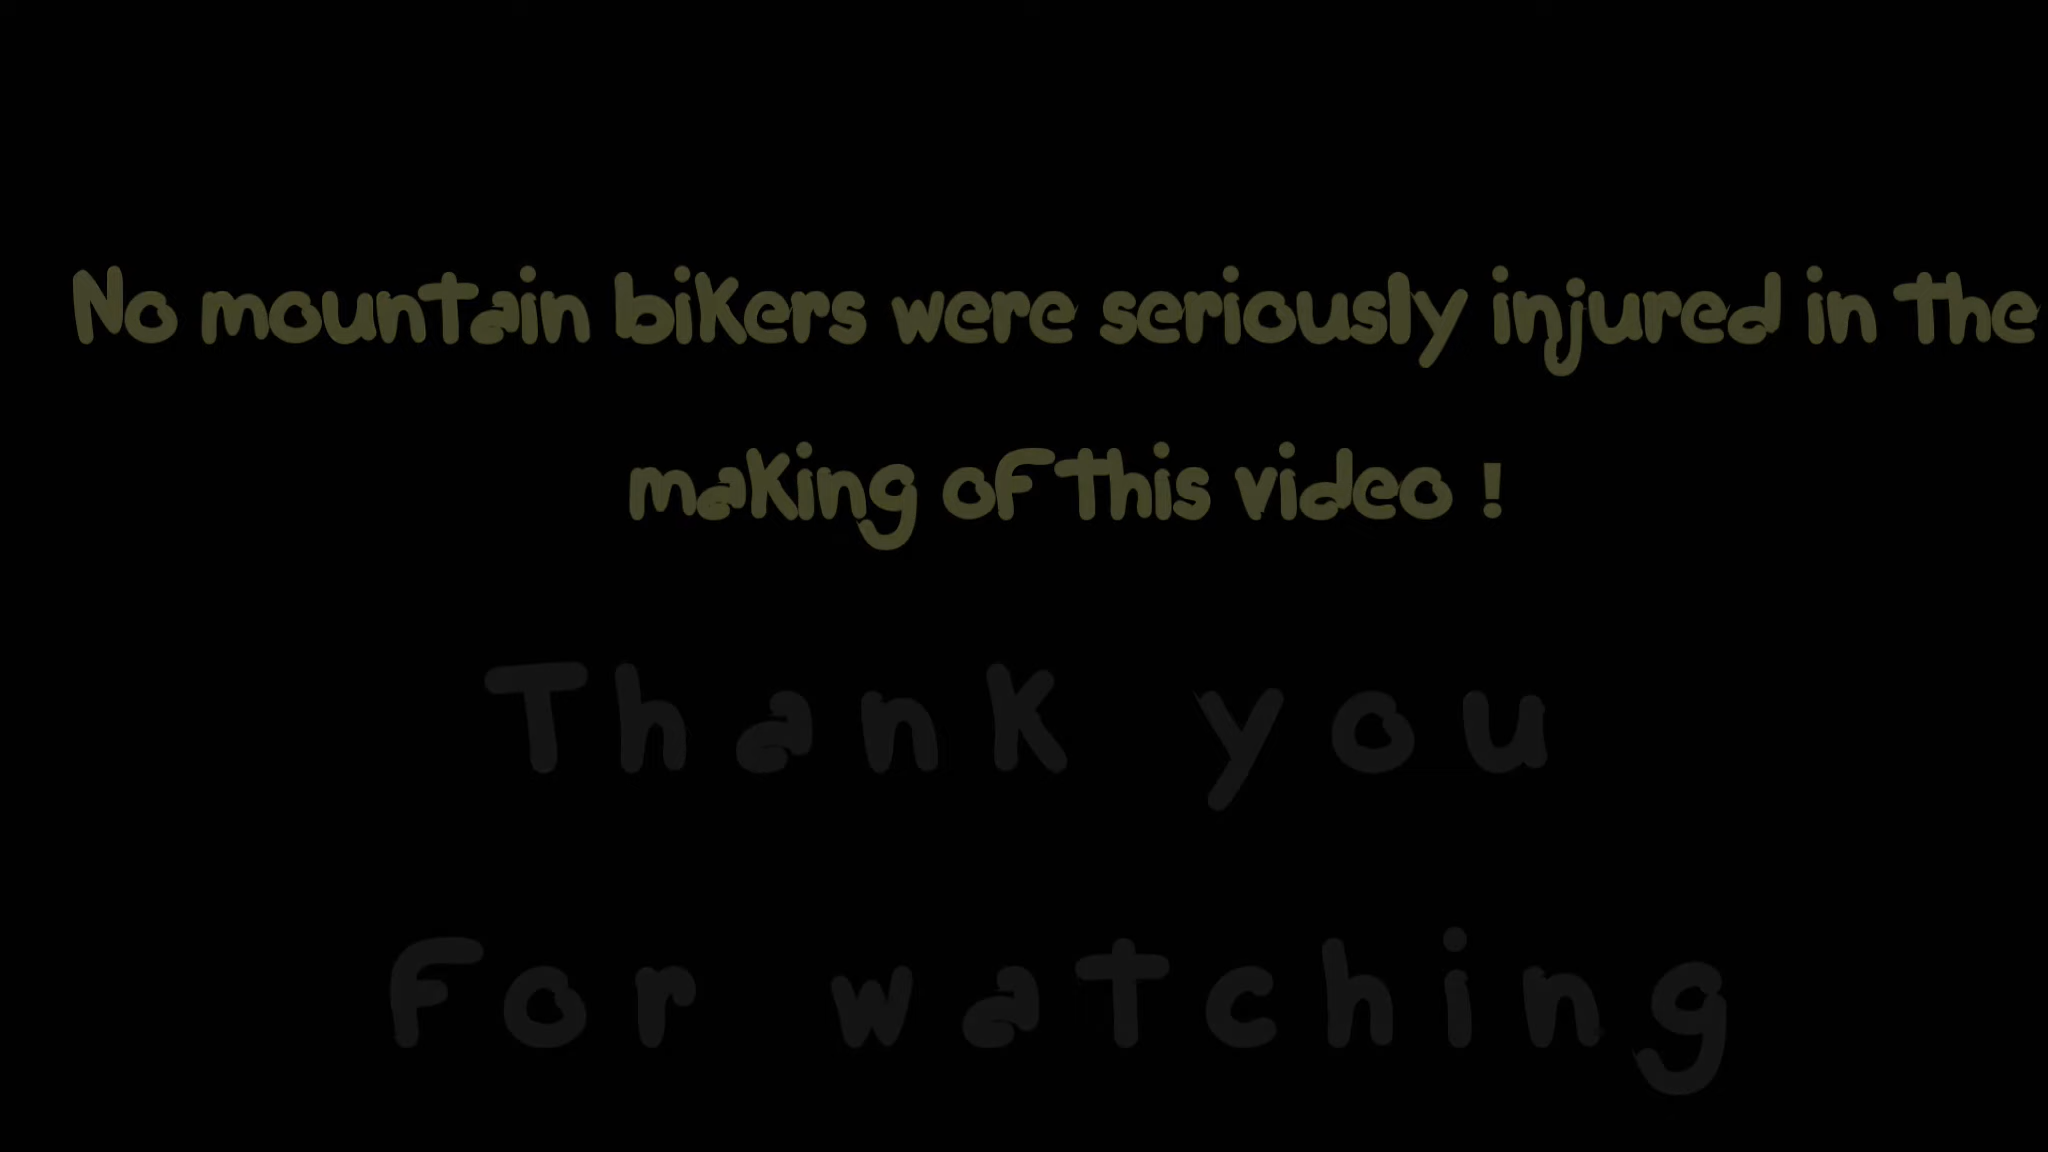 No mountain bikers were seriously injured in the
making of this video !
Thank you
For watching